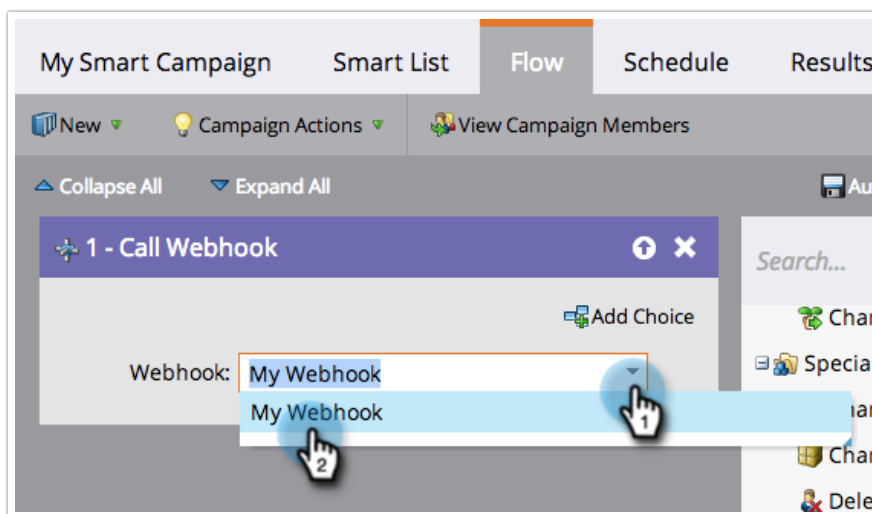 My Smart Campaign Smart List Flow Schedule Results
New Campaign Actions View Campaign Members
Collapse All Expand All
1 - Call Webhook
Search...
Add Choice
Webhook: My Webhook
Specia
My Webhook
1
2